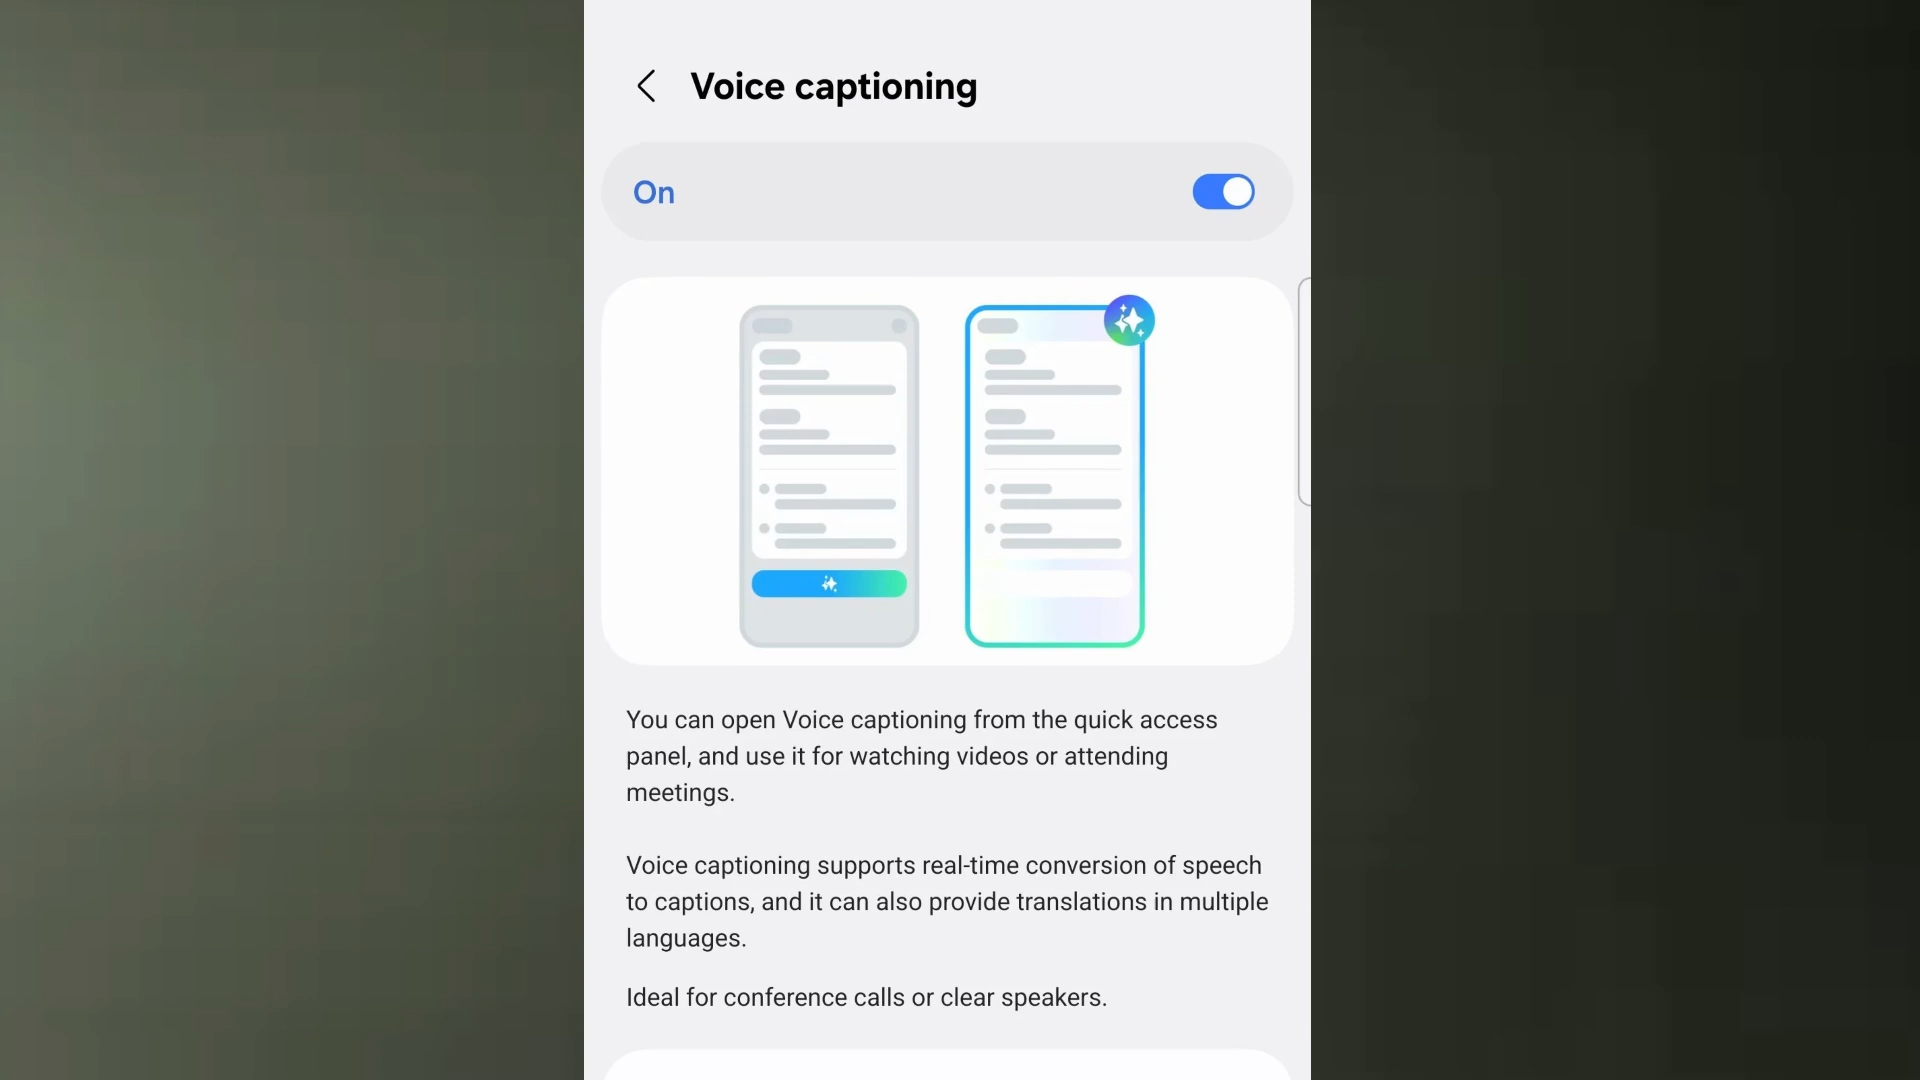 Voice captioning
On
You can open Voice captioning from the quick access
panel, and use it for watching videos or attending
meetings.
Voice captioning supports real-time conversion of speech
to captions, and it can also provide translations in multiple
languages.
Ideal for conference calls or clear speakers.